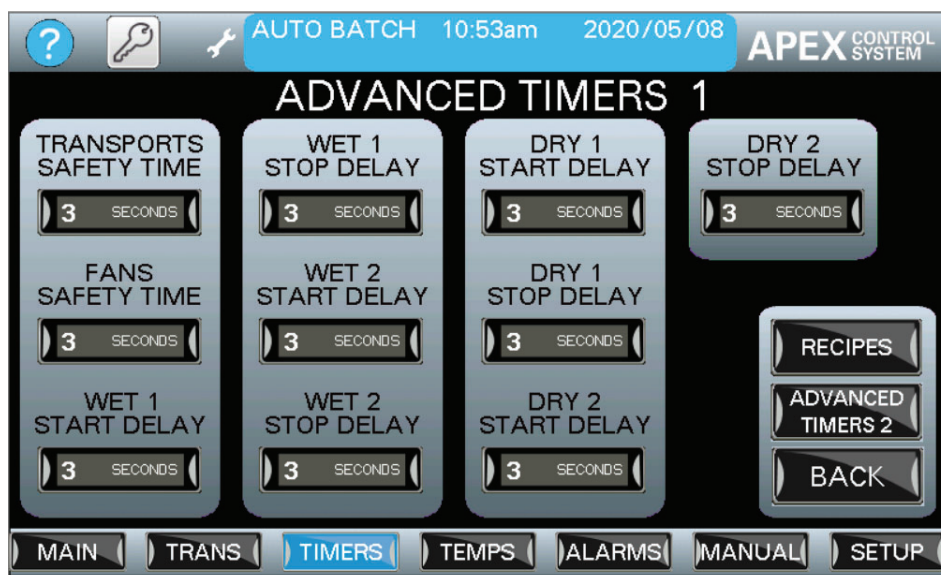 ?
AUTO BATCH 10:53am 2020/05/08
APEX CONTROL SYSTEM
ADVANCED TIMERS 1
TRANSPORTS
SAFETY TIME
3 SECONDS
FANS
SAFETY TIME
3 SECONDS
WET 1
START DELAY
3 SECONDS
WET 1
STOP DELAY
3 SECONDS
WET 2
START DELAY
3 SECONDS
WET 2
STOP DELAY
3 SECONDS
DRY 1
START DELAY
3 SECONDS
DRY 1
STOP DELAY
3 SECONDS
DRY 2
START DELAY
3 SECONDS
DRY 2
STOP DELAY
3 SECONDS
RECIPES
ADVANCED
TIMERS 2
BACK
MAIN TRANS TIMERS TEMPS ALARMS MANUAL SETUP